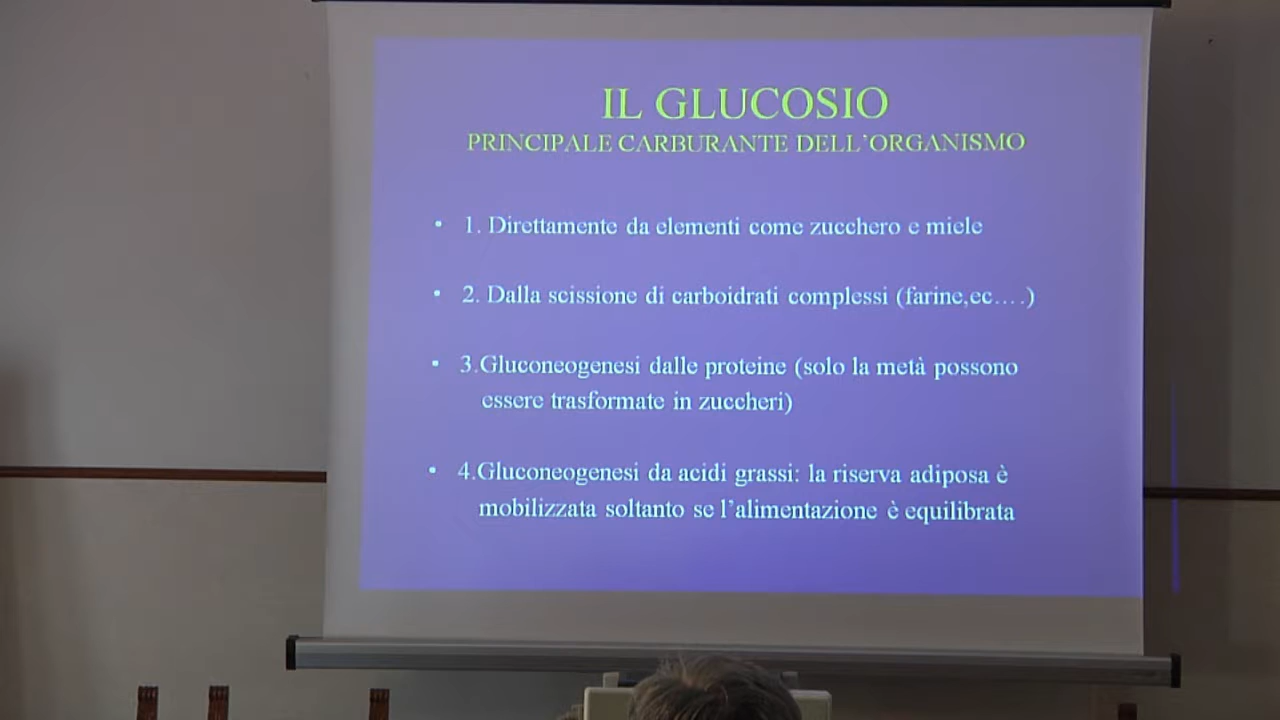 IL GLUCOSIO
PRINCIPALE CARBURANTE DELL'ORGANISMO
• 1. Direttamente da elementi come zucchero e miele
• 2. Dalla scissione di carboidrati complessi (farine,ec….)
• 3.Gluconeogenesi dalle proteine (solo la metà possono
essere trasformate in zuccheri)
• 4.Gluconeogenesi da acidi grassi: la riserva adiposa è
mobilizzata soltanto se l'alimentazione è equilibrata